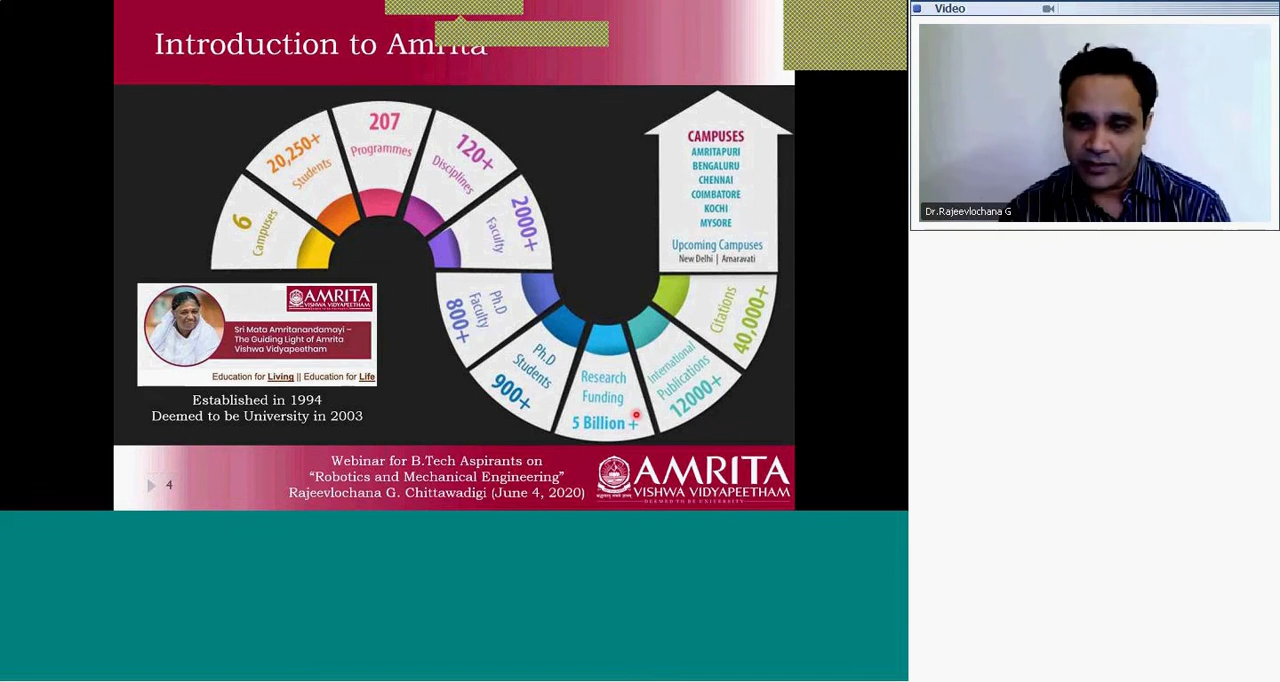 Video
Introduction to Amrita
6
Campuses
20,250+
Students
207
Programmes
120+
Disciplines
2000+
Faculty
800+
Ph.D
Faculty
Ph.D
Students
900+
Research
Funding
5 Billion +
International
Publications
12000+
Citations
40,000+
CAMPUSES
AMRITAPURI
BENGALURU
CHENNAI
COIMBATORE
KOCHI
MYSORE
Upcoming Campuses
New Delhi | Amaravati
AMRITA
VISHWA VIDYAPEETHAM
Sri Mata Amritanandamayi –
The Guiding Light of Amrita
Vishwa Vidyapeetham
Education for Living || Education for Life
Established in 1994
Deemed to be University in 2003
4
Webinar for B.Tech Aspirants on
“Robotics and Mechanical Engineering”
Rajeevlochana G. Chittawadigi (June 4, 2020)
AMRITA
VISHWA VIDYAPEETHAM
DEEMED TO BE UNIVERSITY
Dr.Rajeevlochana G